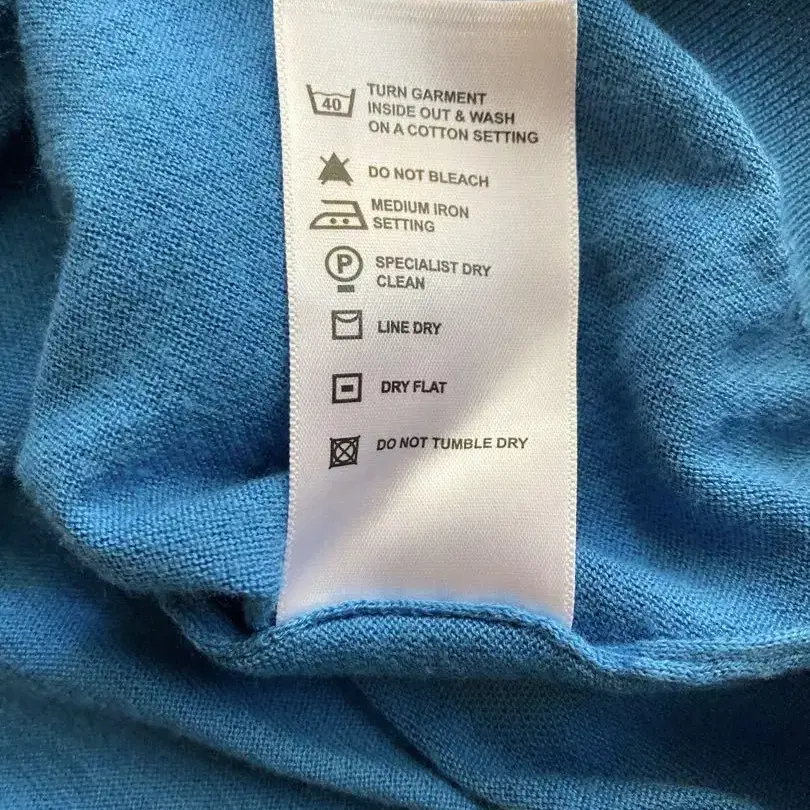 40
TURN GARMENT
INSIDE OUT & WASH
ON A COTTON SETTING
DO NOT BLEACH
MEDIUM IRON
SETTING
P
SPECIALIST DRY
CLEAN
LINE DRY
DRY FLAT
DO NOT TUMBLE DRY